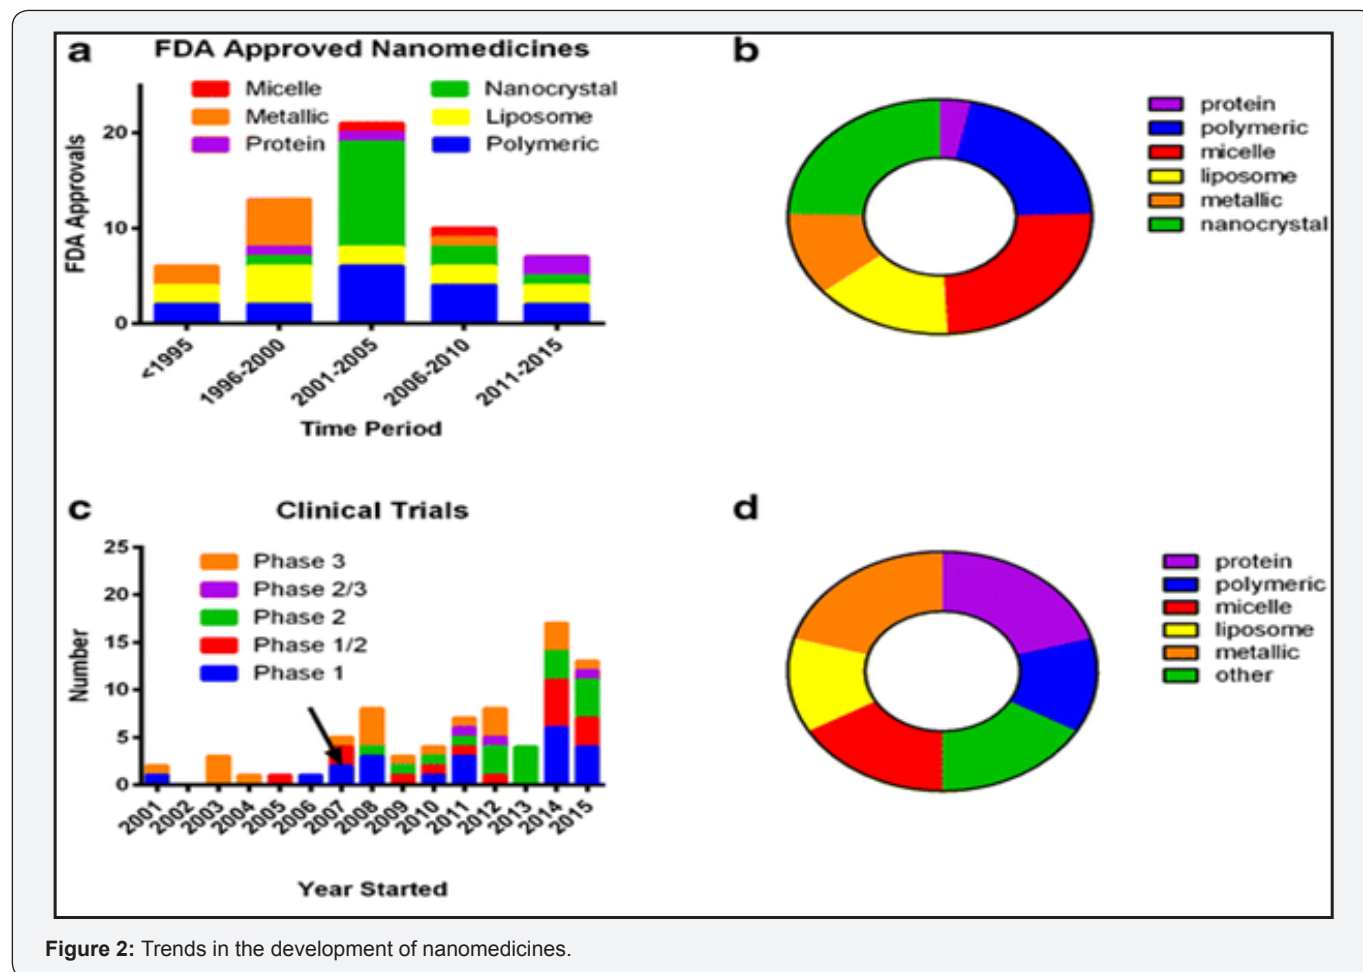 a
FDA Approved Nanomedicines
Micelle
Metallic
Protein
Nanocrystal
Liposome
Polymeric
FDA Approvals
20
10
0
<1995
1996-2000
2001-2005
2006-2010
2011-2015
Time Period
b
protein
polymeric
micelle
liposome
metallic
nanocrystal
c
Clinical Trials
Phase 3
Phase 2/3
Phase 2
Phase 1/2
Phase 1
Number
25
20
15
10
5
0
2001
2002
2003
2004
2005
2006
2007
2008
2009
2010
2011
2012
2013
2014
2015
Year Started
d
protein
polymeric
micelle
liposome
metallic
other
Figure 2: Trends in the development of nanomedicines.